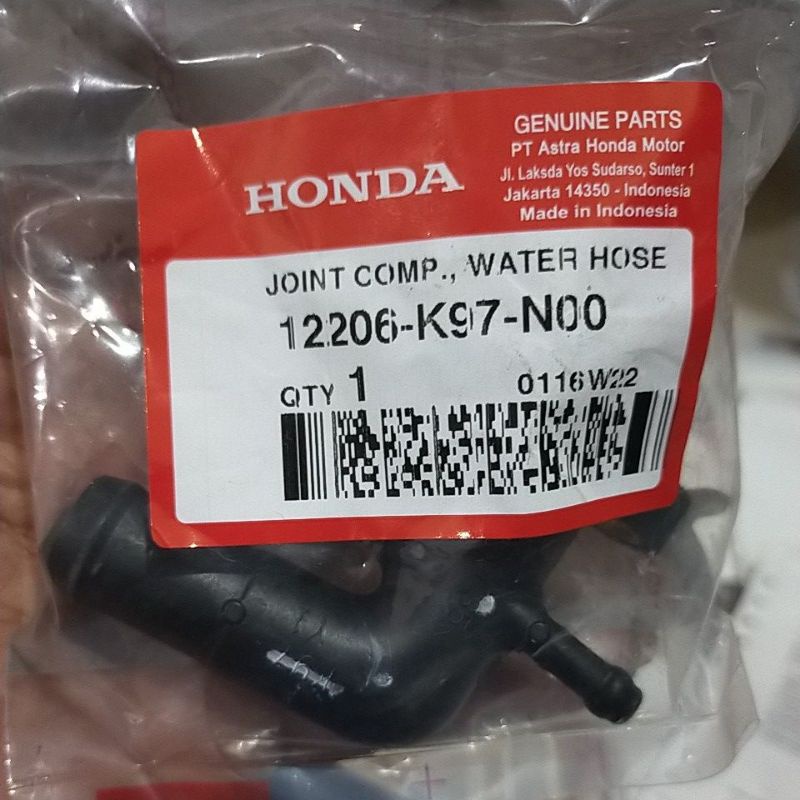 GENUINE PARTS
PT Astra Honda Motor
Jl. Laksda Yos Sudarso, Sunter 1
Jakarta 14350 - Indonesia
Made in Indonesia
HONDA
JOINT COMP., WATER HOSE
12206-K97-N00
QTY 1 0116W22